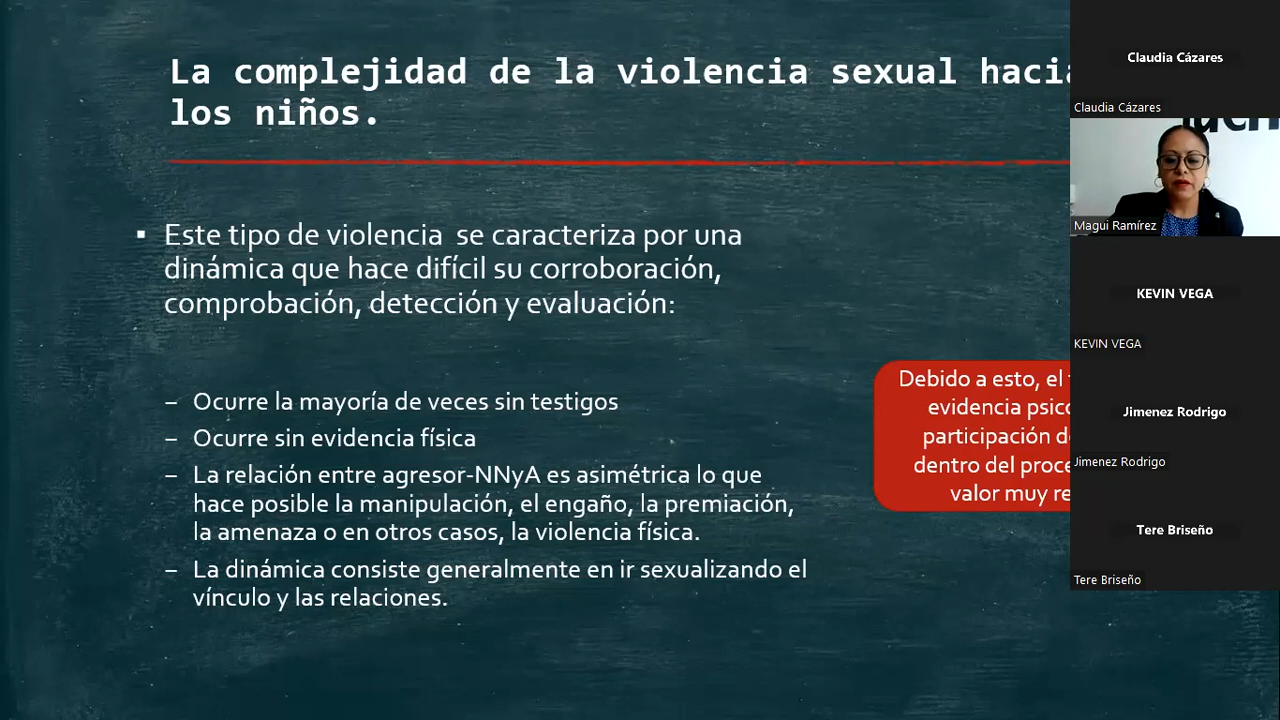 La complejidad de la violencia sexual hacia
los niños.
▪ Este tipo de violencia se caracteriza por una
dinámica que hace difícil su corroboración,
comprobación, detección y evaluación:
– Ocurre la mayoría de veces sin testigos
– Ocurre sin evidencia física
– La relación entre agresor-NNyA es asimétrica lo que
hace posible la manipulación, el engaño, la premiación,
la amenaza o en otros casos, la violencia física.
– La dinámica consiste generalmente en ir sexualizando el
vínculo y las relaciones.
Debido a esto, el
evidencia
participación
dentro del
valor muy
Claudia Cázares
Claudia Cázares
Magui Ramírez
KEVIN VEGA
KEVIN VEGA
Jimenez Rodrigo
Jimenez Rodrigo
Tere Briseño
Tere Briseño